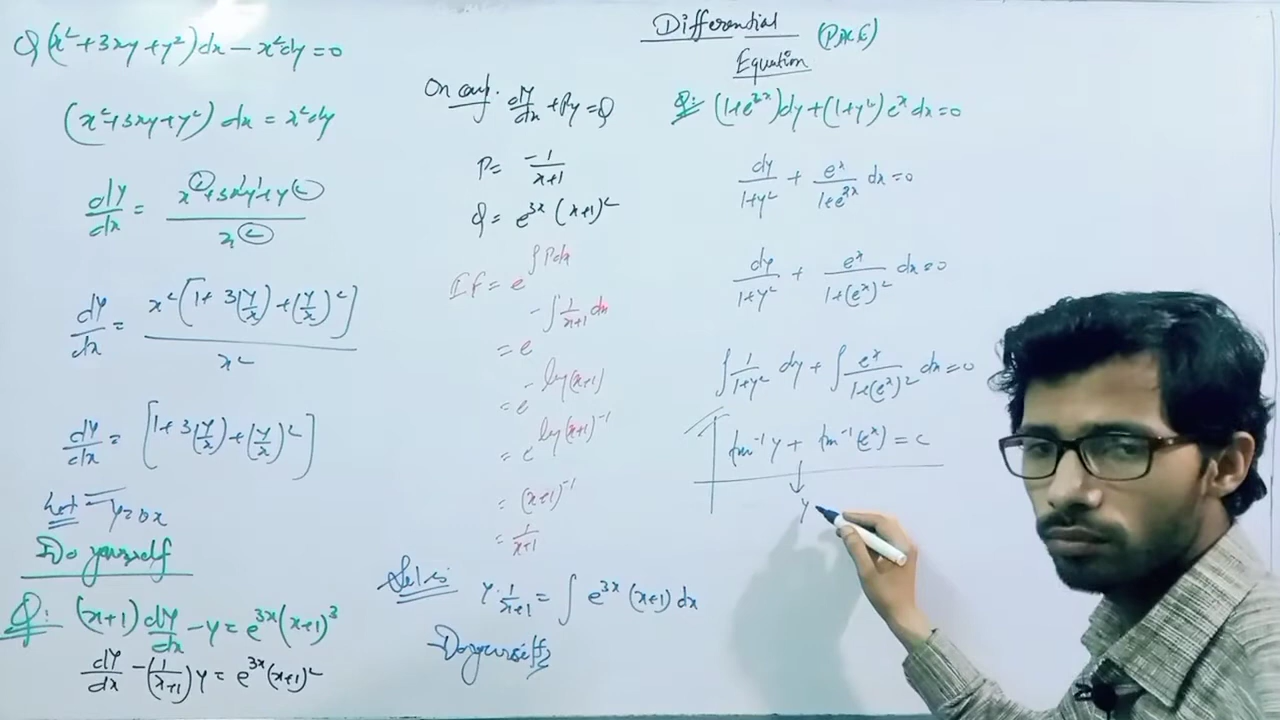 Differential
Equation
Q (x²+3xy+y²)dx - x²dy = 0
(x²+3xy+y²) dx = x²dy
dy/dx = (x²+3x¹y¹+y²)/x²
dy/dx = x²[1+3(y/x)+(y/x)²]/x²
dy/dx = [1+3(y/x)+(y/x)²]
Let y=vx
Do yourself
Q: (x+1) dy/dx - y = e^3x (x+1)³
dy/dx - (1/(x+1)) y = e^3x (x+1)²
On comp. dy/dx + Py = Q
P = -1/(x+1)
Q = e^3x (x+1)²
If = e^∫Pdx
= e^-∫1/(x+1) dx
= e^-log(x+1)
= e^log(x+1)^-1
= (x+1)^-1
= 1/(x+1)
y·1/(x+1) = ∫ e^3x (x+1) dx
Do yourself
Q: (1+e^2x)dy + (1+y²) e^x dx = 0
dy/(1+y²) + e^x/(1+e^2x) dx = 0
dy/(1+y²) + e^x/(1+(e^x)²) dx = 0
∫1/(1+y²) dy + ∫e^x/(1+(e^x)²) dx = 0
tan^-1 y + tan^-1 (e^x) = c
y